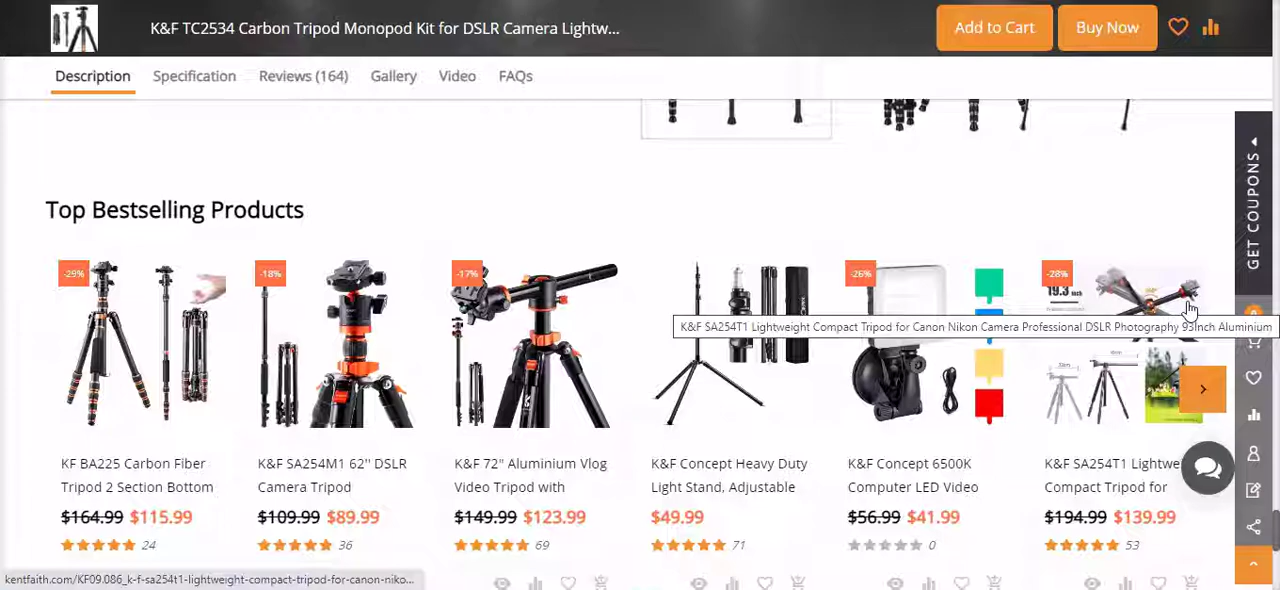 K&F TC2534 Carbon Tripod Monopod Kit for DSLR Camera Lightw...
Add to Cart
Buy Now
Description
Specification
Reviews (164)
Gallery
Video
FAQs
GET COUPONS
Top Bestselling Products
-29%
-18%
-17%
-26%
-28%
19.3 inch
K&F SA254T1 Lightweight Compact Tripod for Canon Nikon Camera Professional DSLR Photography 93Inch Aluminium
KF BA225 Carbon Fiber
Tripod 2 Section Bottom
$164.99 $115.99
24
K&F SA254M1 62'' DSLR
Camera Tripod
$109.99 $89.99
36
K&F 72" Aluminium Vlog
Video Tripod with
$149.99 $123.99
69
K&F Concept Heavy Duty
Light Stand, Adjustable
$49.99
71
K&F Concept 6500K
Computer LED Video
$56.99 $41.99
0
K&F SA254T1 Lightwe
Compact Tripod for
$194.99 $139.99
53
kentfaith.com/KF09.086_k-f-sa254t1-lightweight-compact-tripod-for-canon-niko...